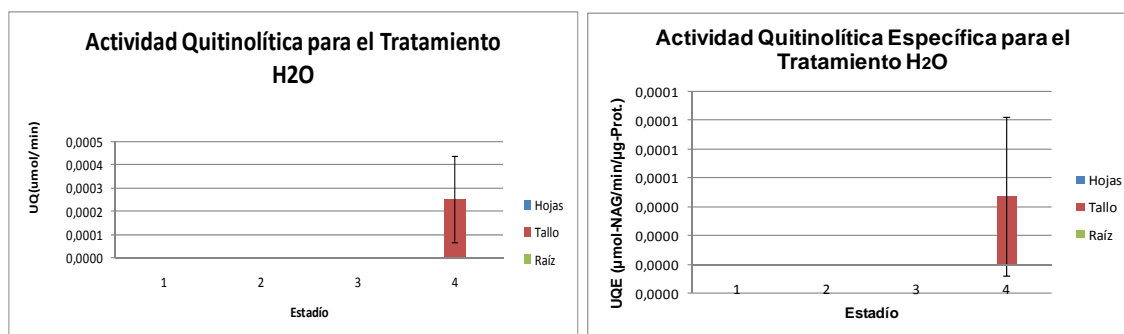 Actividad Quitinolítica para el Tratamiento
H2O
UQ(umol/min)
0,0005
0,0004
0,0003
0,0002
0,0001
0,0000
1 2 3 4
Estadío
Hojas
Tallo
Raíz
Actividad Quitinolítica Específica para el
Tratamiento H2O
UQE (µmol-NAG/min/µg-Prot.)
0,0001
0,0001
0,0001
0,0001
0,0000
0,0000
0,0000
0,0000
1 2 3 4
Estadío
Hojas
Tallo
Raíz